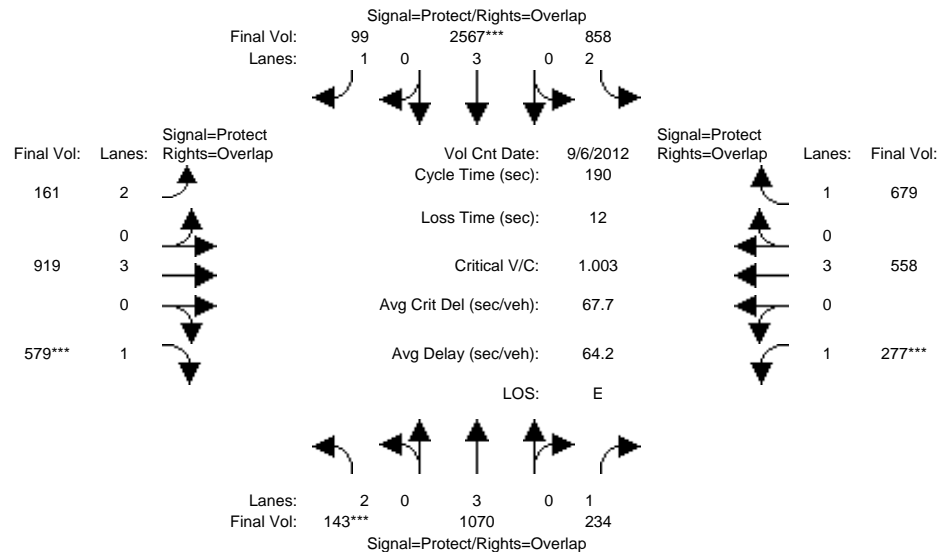 Signal=Protect/Rights=Overlap
Final Vol: 99 2567*** 858
Lanes: 1 0 3 0 2
Signal=Protect Signal=Protect
Final Vol: Lanes: Rights=Overlap Vol Cnt Date: 9/6/2012 Rights=Overlap Lanes: Final Vol:
Cycle Time (sec): 190
161 2 1 679
Loss Time (sec): 12
0 0
919 3 Critical V/C: 1.003 3 558
0 Avg Crit Del (sec/veh): 67.7 0
579*** 1 Avg Delay (sec/veh): 64.2 1 277***
LOS: E
Lanes: 2 0 3 0 1
Final Vol: 143*** 1070 234
Signal=Protect/Rights=Overlap